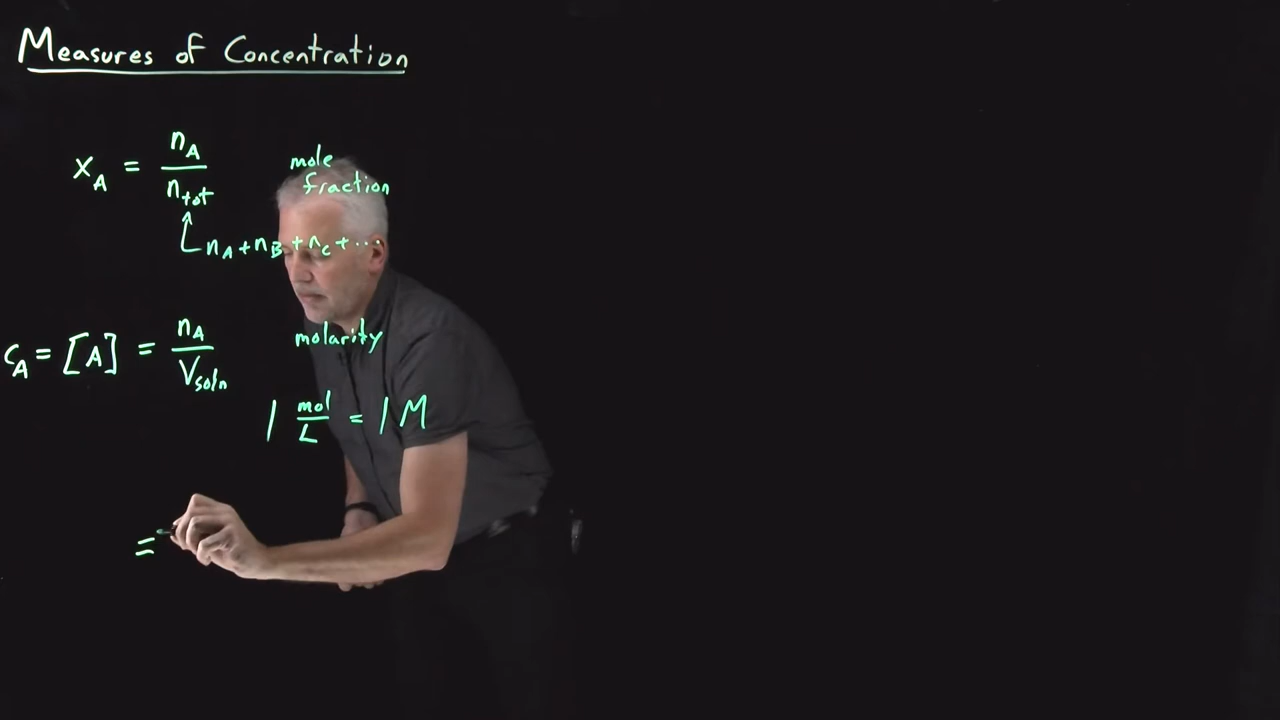 Measures of Concentration
x_A = n_A / n_tot mole fraction
n_A + n_B + n_C + ...
c_A = [A] = n_A / V_soln molarity
1 mol/L = 1 M
=